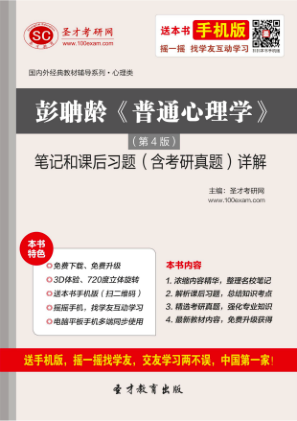 圣才考研网
www.100exam.com
送本书 手机版
摇一摇 找学友互动学习
国内外经典教材辅导系列·心理类
彭聃龄《普通心理学》
（第4版）
笔记和课后习题（含考研真题）详解
主编：圣才考研网
www.100exam.com
本书特色
免费下载、免费升级
3D体验、720度立体旋转
送本书手机版（扫二维码）
摇摇手机，找学友互动学习
电脑平板手机多端同步使用
本书内容
1. 浓缩内容精华，整理名校笔记
2. 解析课后习题，总结知识考点
3. 精选考研真题，强化专业知识
4. 最新教材内容，免费升级获得
送手机版，摇一摇找学友，交友学习两不误，中国第一家！
圣才教育出版